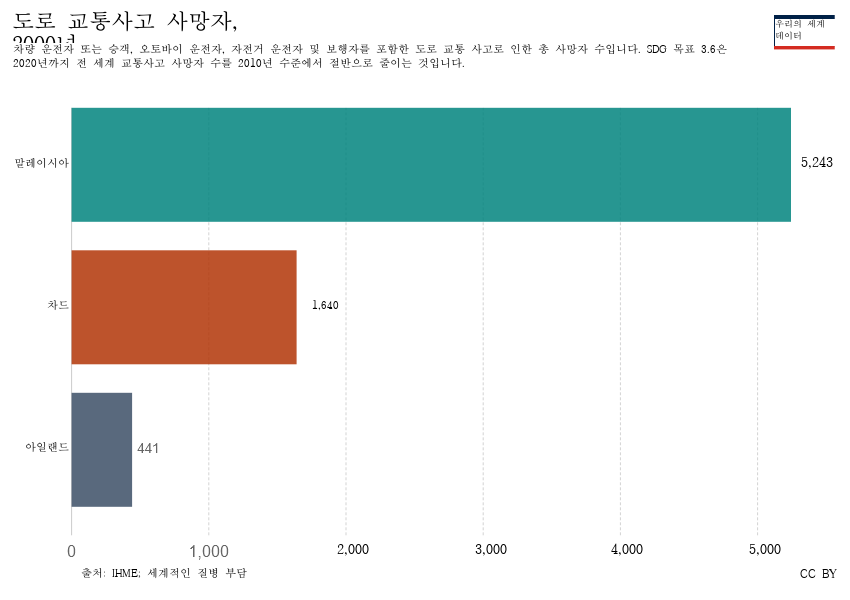 도로 교통사고 사망자,
2000년
우리의 세계
데이터
차량 운전자 또는 승객, 오토바이 운전자, 자전거 운전자 및 보행자를 포함한 도로 교통 사고로 인한 총 사망자 수입니다. SDG 목표 3.6은
2020년까지 전 세계 교통사고 사망자 수를 2010년 수준에서 절반으로 줄이는 것입니다.
말레이시아
5,243
차드
1,640
아일랜드
441
0 1,000 2,000 3,000 4,000 5,000
출처: IHME; 세계적인 질병 부담
CC BY